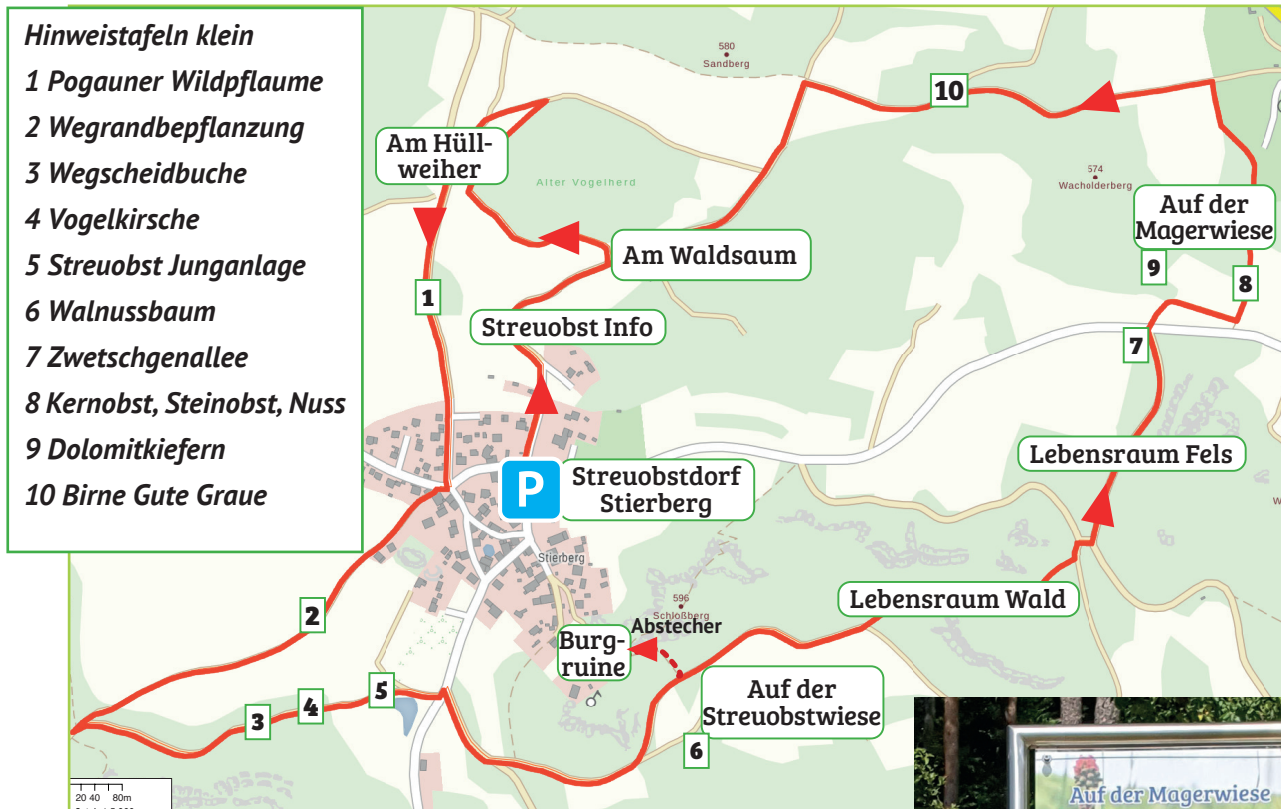 Hinweistafeln klein
1 Pogauner Wildpflaume
2 Wegrandbepflanzung
3 Wegscheidbuche
4 Vogelkirsche
5 Streuobst Junganlage
6 Walnussbaum
7 Zwetschgenallee
8 Kernobst, Steinobst, Nuss
9 Dolomitkiefern
10 Birne Gute Graue
580
Sandberg
10
Am Hüll-
weiher
Alter Vogelherd
574
Wacholderberg
Auf der
Magerwiese
9
8
Am Waldsaum
1
Streuobst Info
7
P
Streuobstdorf
Stierberg
Lebensraum Fels
Stierberg
596
Schloßberg
Lebensraum Wald
2
Abstecher
Burg-
ruine
5
4
3
Auf der
Streuobstwiese
6
20 40 80m
Auf der Magerwiese